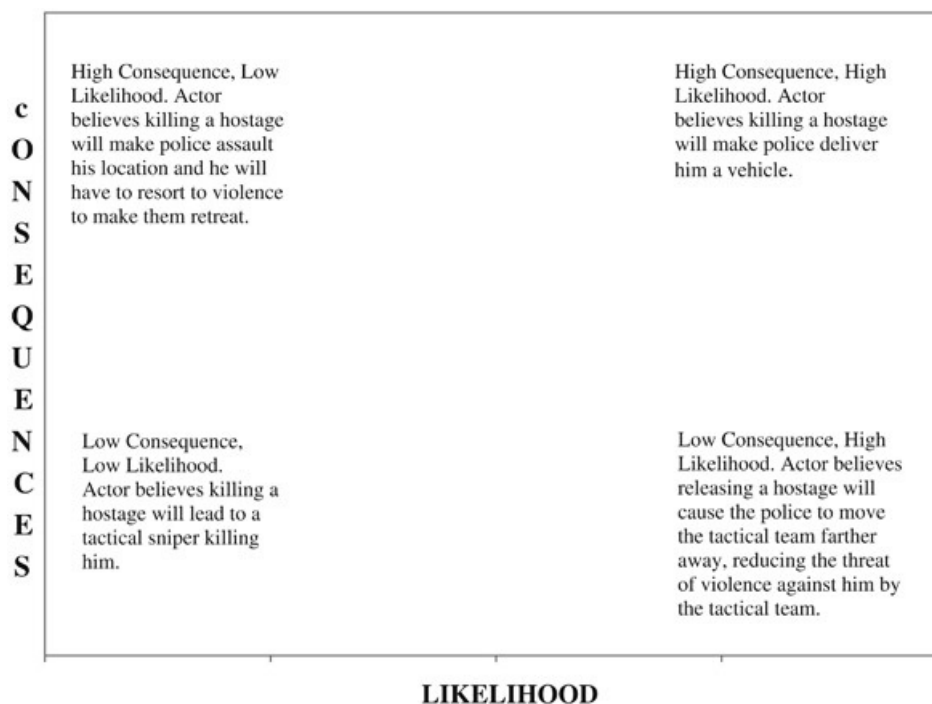 High Consequence, Low
Likelihood. Actor
believes killing a hostage
will make police assault
his location and he will
have to resort to violence
to make them retreat.
High Consequence, High
Likelihood. Actor
believes killing a hostage
will make police deliver
him a vehicle.
cONSEQUENCES
Low Consequence,
Low Likelihood.
Actor believes killing a
hostage will lead to a
tactical sniper killing
him.
Low Consequence, High
Likelihood. Actor believes
releasing a hostage will
cause the police to move
the tactical team farther
away, reducing the threat
of violence against him by
the tactical team.
LIKELIHOOD